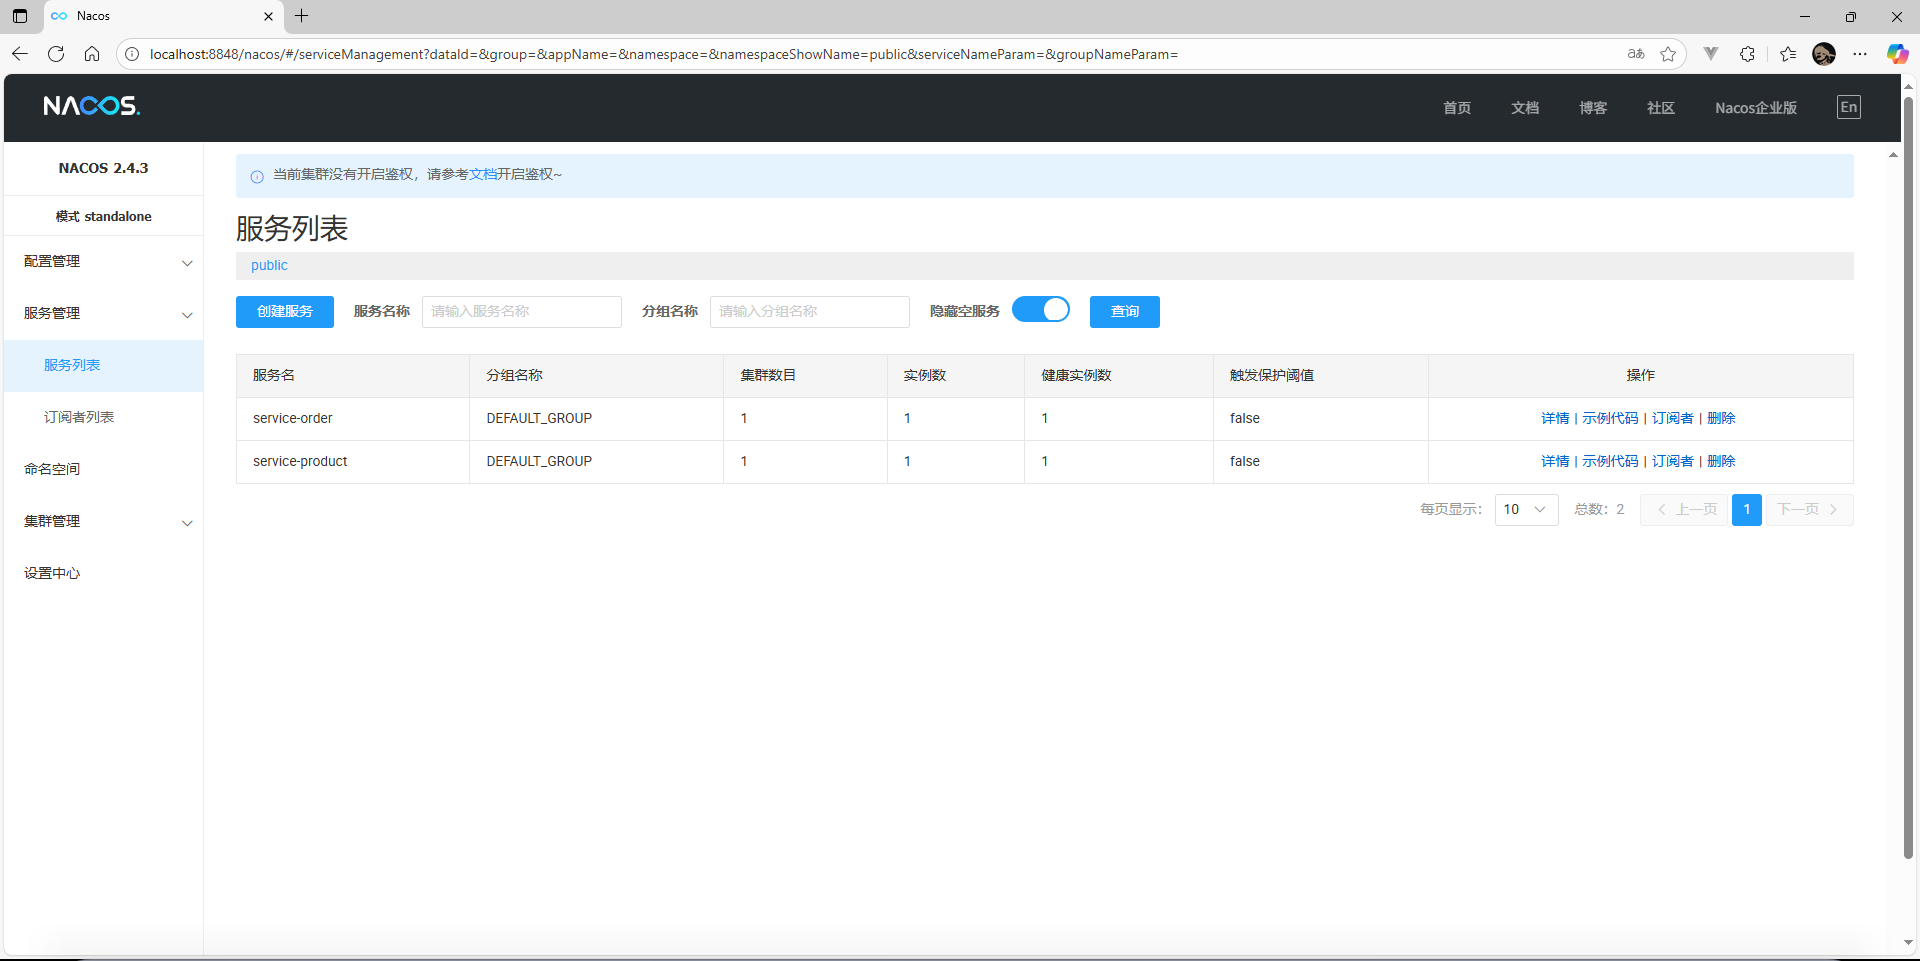 Nacos
localhost:8848/nacos/#/serviceManagement?dataId=&group=&appName=&namespace=&namespaceShowName=public&serviceNameParam=&groupNameParam=
NACOS. 首页 文档 博客 社区 Nacos企业版 En
NACOS 2.4.3
模式 standalone
配置管理
服务管理
服务列表
订阅者列表
命名空间
集群管理
设置中心
当前集群没有开启鉴权，请参考文档开启鉴权~
服务列表
public
创建服务 服务名称 请输入服务名称 分组名称 请输入分组名称 隐藏空服务 查询
服务名 分组名称 集群数目 实例数 健康实例数 触发保护阈值 操作
service-order DEFAULT_GROUP 1 1 1 false 详情 | 示例代码 | 订阅者 | 删除
service-product DEFAULT_GROUP 1 1 1 false 详情 | 示例代码 | 订阅者 | 删除
每页显示： 10 总数：2 上一页 1 下一页